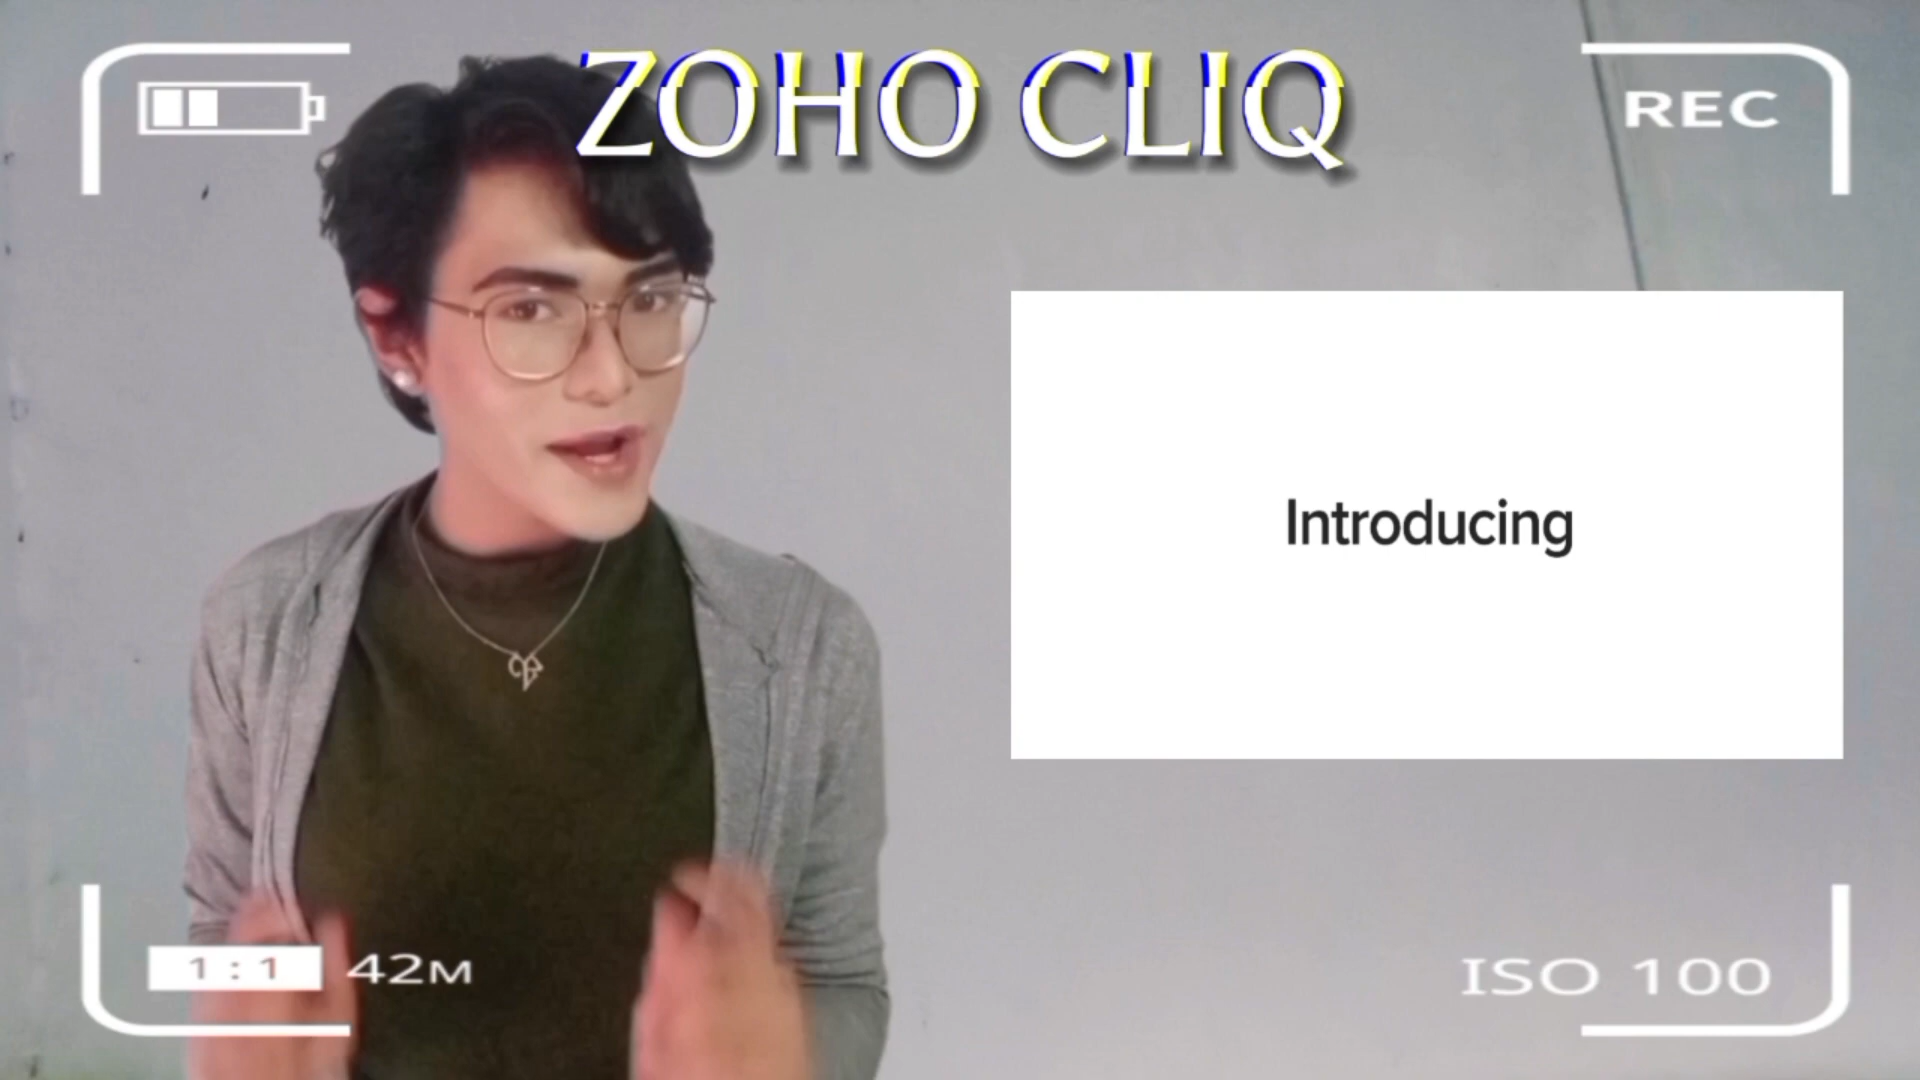 ZOHO CLIQ
REC
Introducing
1 : 1 42M
ISO 100